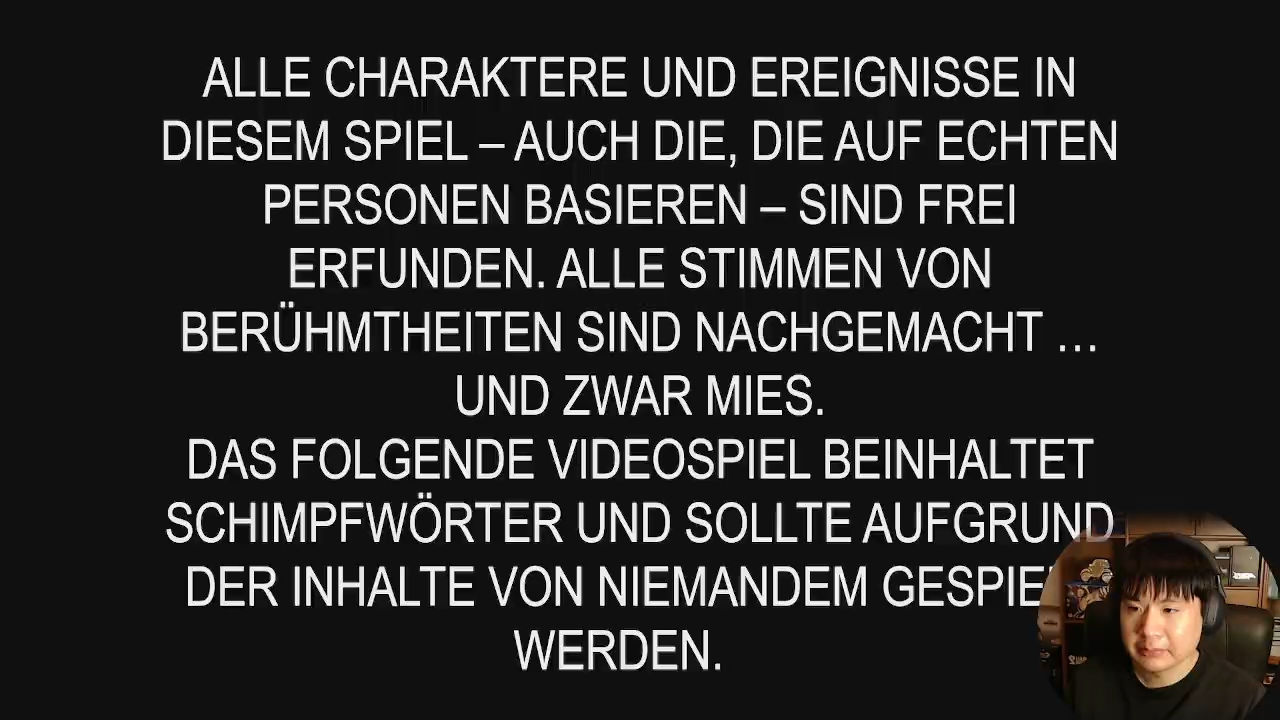 ALLE CHARAKTERE UND EREIGNISSE IN
DIESEM SPIEL – AUCH DIE, DIE AUF ECHTEN
PERSONEN BASIEREN – SIND FREI
ERFUNDEN. ALLE STIMMEN VON
BERÜHMTHEITEN SIND NACHGEMACHT …
UND ZWAR MIES.
DAS FOLGENDE VIDEOSPIEL BEINHALTET
SCHIMPFWÖRTER UND SOLLTE AUFGRUND
DER INHALTE VON NIEMANDEM
WERDEN.